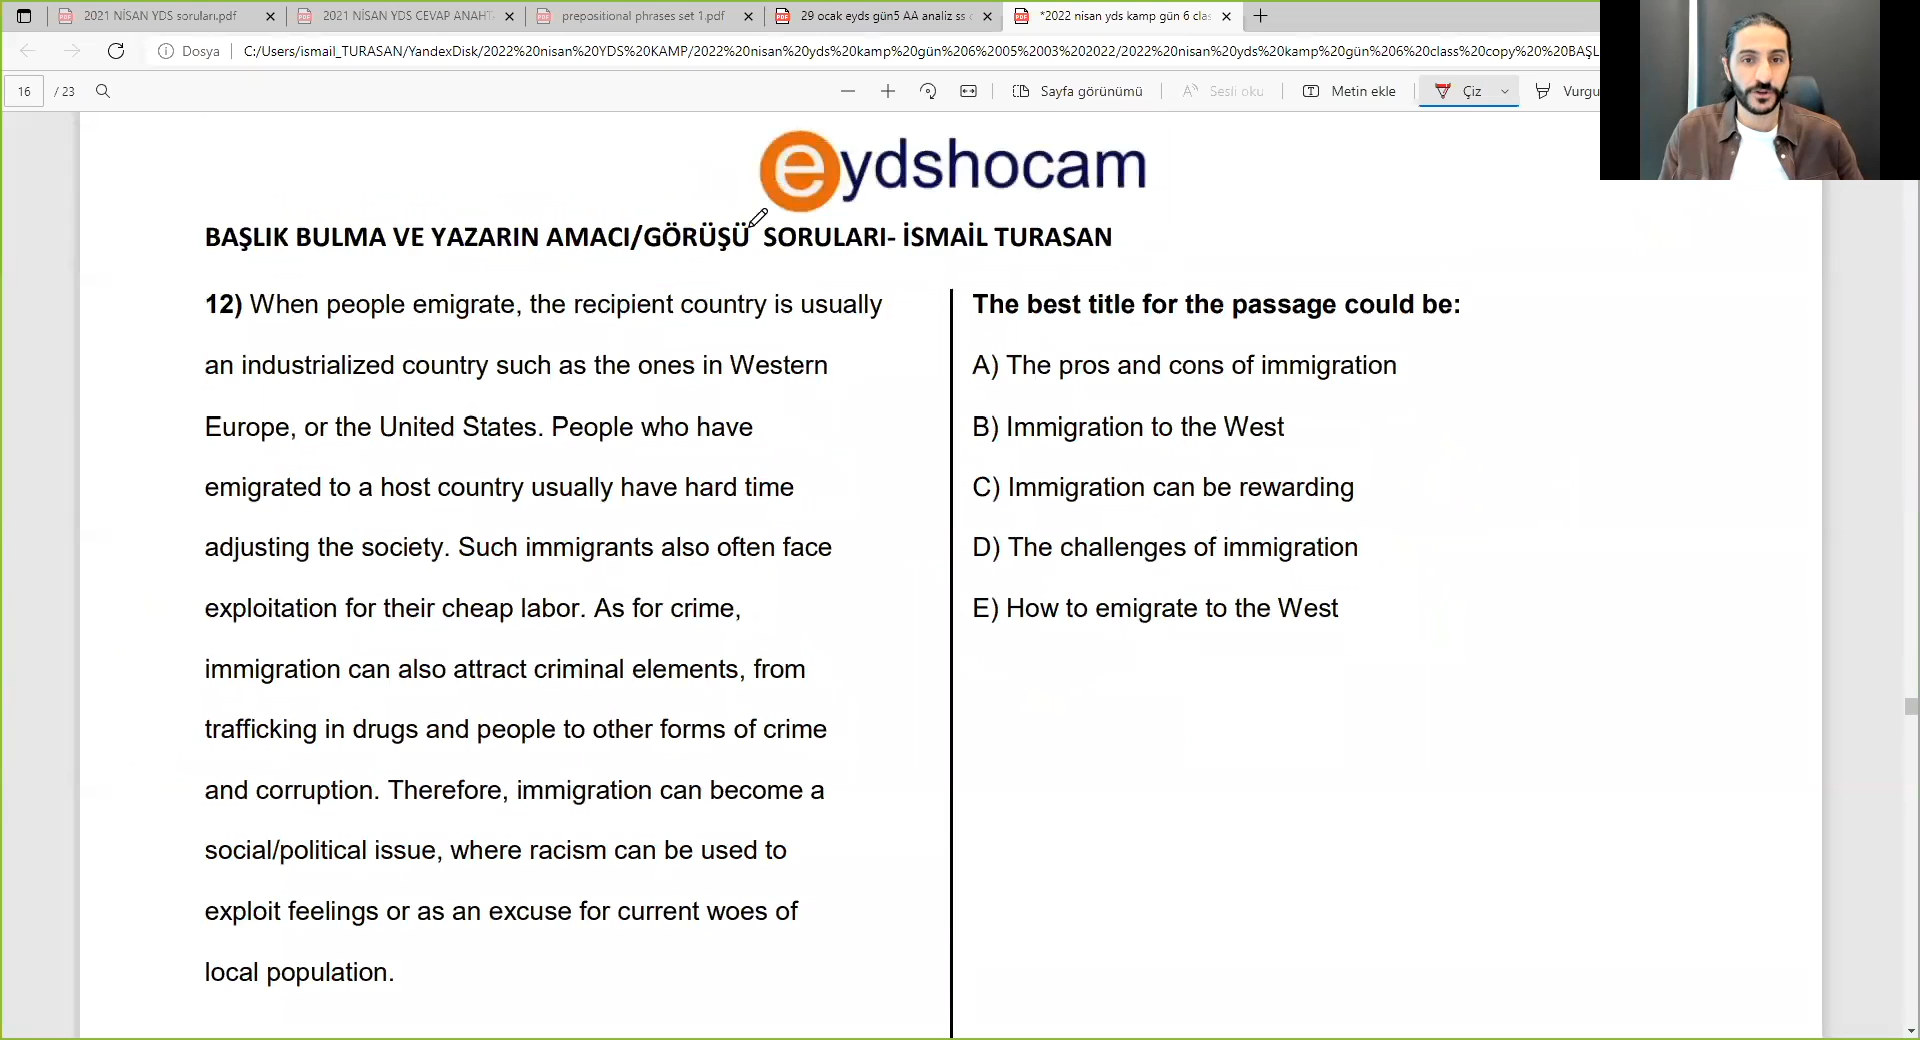 2021 NİSAN YDS soruları.pdf
2021 NİSAN YDS CEVAP ANAHT
prepositional phrases set 1.pdf
29 ocak eyds gün5 AA analiz ss c
*2022 nisan yds kamp gün 6 clas
Dosya
C:/Users/ismail_TURASAN/YandexDisk/2022%20nisan%20YDS%20KAMP/2022%20nisan%20yds%20kamp%20gün%206%2005%2003%202022/2022%20nisan%20yds%20kamp%20gün%206%20class%20copy%20%20BAŞL
16 / 23
Sayfa görünümü
Sesli oku
Metin ekle
Çiz
Vurgu
eydshocam
BAŞLIK BULMA VE YAZARIN AMACI/GÖRÜŞÜ SORULARI- İSMAİL TURASAN
12) When people emigrate, the recipient country is usually
an industrialized country such as the ones in Western
Europe, or the United States. People who have
emigrated to a host country usually have hard time
adjusting the society. Such immigrants also often face
exploitation for their cheap labor. As for crime,
immigration can also attract criminal elements, from
trafficking in drugs and people to other forms of crime
and corruption. Therefore, immigration can become a
social/political issue, where racism can be used to
exploit feelings or as an excuse for current woes of
local population.
The best title for the passage could be:
A) The pros and cons of immigration
B) Immigration to the West
C) Immigration can be rewarding
D) The challenges of immigration
E) How to emigrate to the West